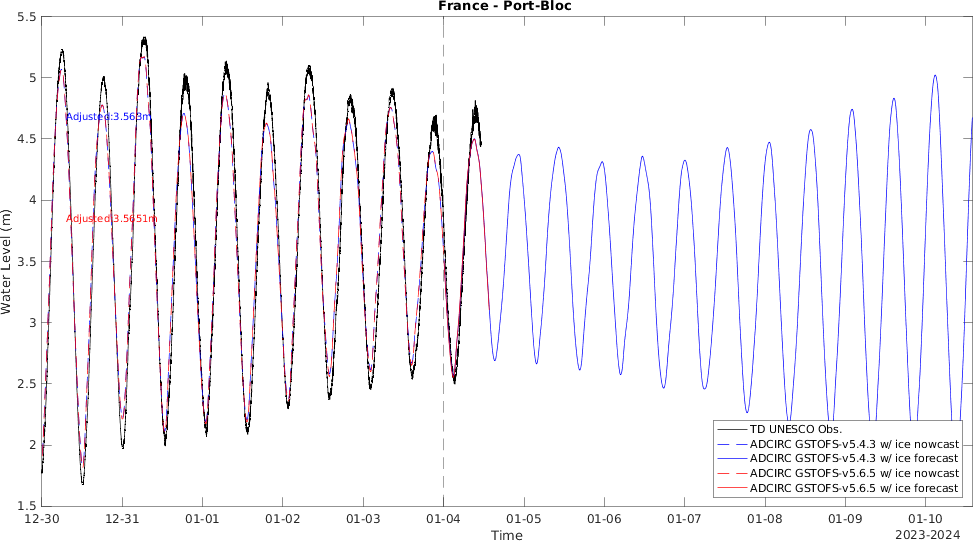 France - Port-Bloc
5.5
5
4.5
4
3.5
3
2.5
2
1.5
Water Level (m)
Adjusted:3.563m
Adjusted:3.5651m
TD UNESCO Obs.
ADCIRC GSTOFS-v5.4.3 w/ ice nowcast
ADCIRC GSTOFS-v5.4.3 w/ ice forecast
ADCIRC GSTOFS-v5.6.5 w/ ice nowcast
ADCIRC GSTOFS-v5.6.5 w/ ice forecast
12-30 12-31 01-01 01-02 01-03 01-04 01-05 01-06 01-07 01-08 01-09 01-10
Time
2023-2024